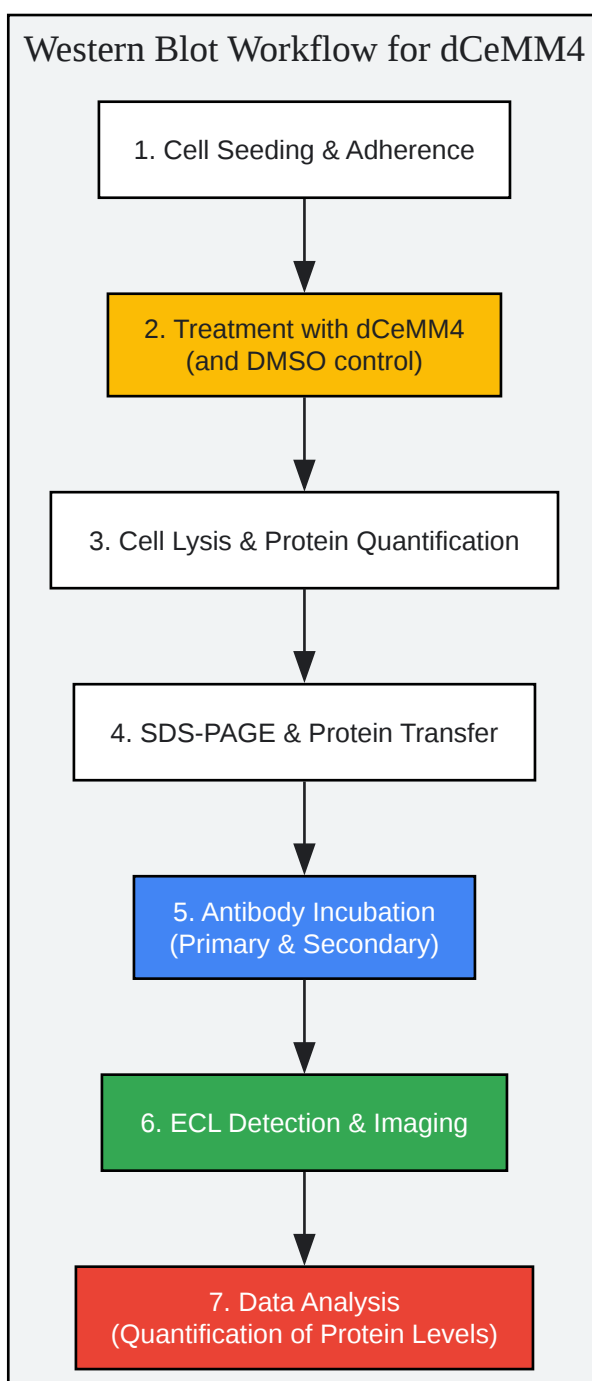 Western Blot Workflow for dCeMM4
1. Cell Seeding & Adherence
2. Treatment with dCeMM4
(and DMSO control)
3. Cell Lysis & Protein Quantification
4. SDS-PAGE & Protein Transfer
5. Antibody Incubation
(Primary & Secondary)
6. ECL Detection & Imaging
7. Data Analysis
(Quantification of Protein Levels)